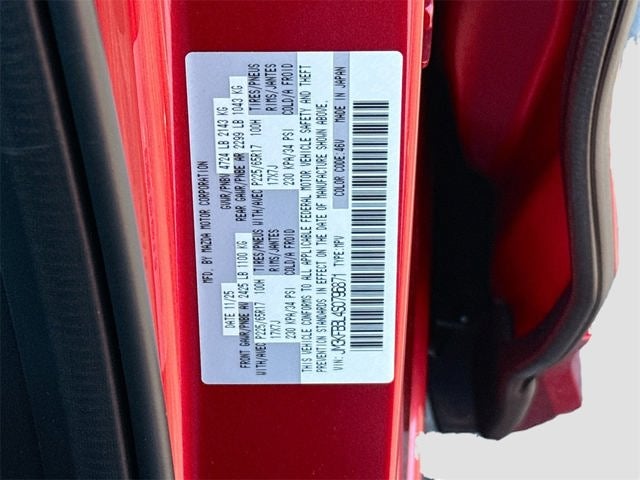 MFD. BY MAZDA MOTOR CORPORATION
DATE 11/25 GVWR/PNBV 4724 LB 2143 KG
FRONT GAWR/PNBE AV 2425 LB 1100 KG REAR GAWR/PNBE AR 2299 LB 1043 KG
WITH/AVEC P225/65R17 100H TIRES/PNEUS WITH/AVEC P225/65R17 100H TIRES/PNEUS
17X7J RIMS/JANTES 17X7J RIMS/JANTES
230 KPA/34 PSI COLD/A FROID 230 KPA/34 PSI COLD/A FROID
THIS VEHICLE CONFORMS TO ALL APPLICABLE FEDERAL MOTOR VEHICLE SAFETY AND THEFT
PREVENTION STANDARDS IN EFFECT ON THE DATE OF MANUFACTURE SHOWN ABOVE.
VIN: TYPE:MPV COLOR CODE:46V MADE IN JAPAN